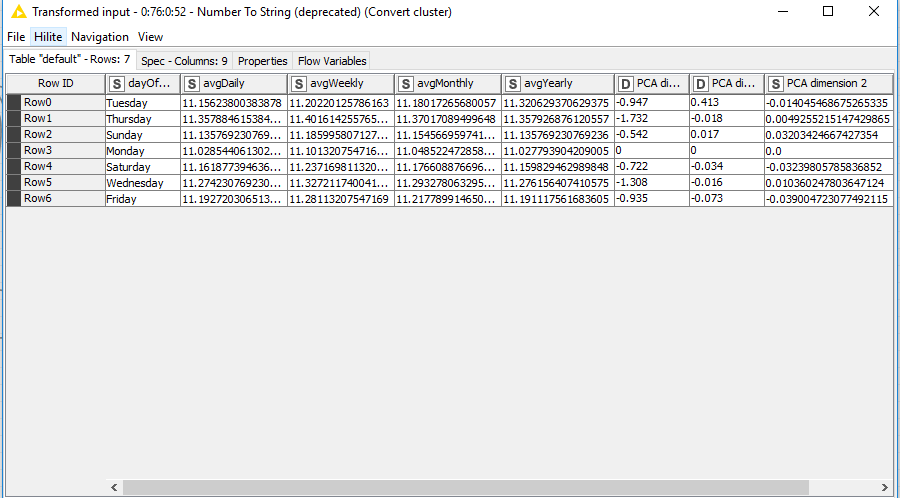 Transformed input - 0:76:0:52 - Number To String (deprecated) (Convert cluster)
File Hilite Navigation View
Table "default" - Rows: 7 Spec - Columns: 9 Properties Flow Variables
Row ID S dayOf... S avgDaily S avgWeekly S avgMonthly S avgYearly D PCA di... D PCA di... S PCA dimension 2
Row0 Tuesday 11.15623800383878 11.20220125786163 11.18017265680057 11.320629370629375 -0.947 0.413 -0.014045468675265335
Row1 Thursday 11.357884615384... 11.401614255765... 11.37017089499648 11.357926876120557 -1.732 -0.018 0.0049255215147429865
Row2 Sunday 11.135769230769... 11.185995807127... 11.154566959741... 11.135769230769236 -0.542 0.017 0.03203424667427354
Row3 Monday 11.028544061302... 11.101320754716... 11.048522472858... 11.027793904209005 0 0 0.0
Row4 Saturday 11.161877394636... 11.237169811320... 11.176608876696... 11.159829462989848 -0.722 -0.034 -0.03239805785836852
Row5 Wednesday 11.274230769230... 11.327211740041... 11.293278063295... 11.276156407410575 -1.308 -0.016 0.010360247803647124
Row6 Friday 11.192720306513... 11.28113207547169 11.217789914650... 11.191117561683605 -0.935 -0.073 -0.039004723077492115